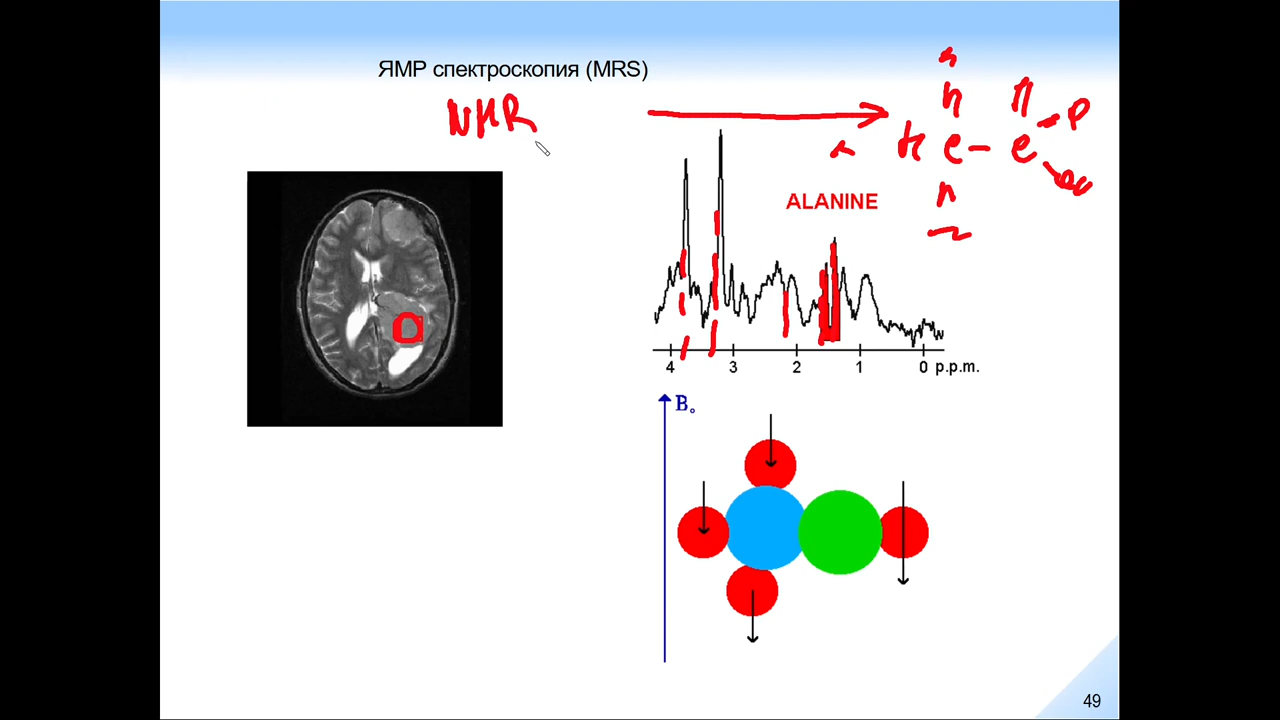 ЯМР спектроскопия (MRS)
NMR
ALANINE
4 3 2 1 0 p.p.m.
B₀
49